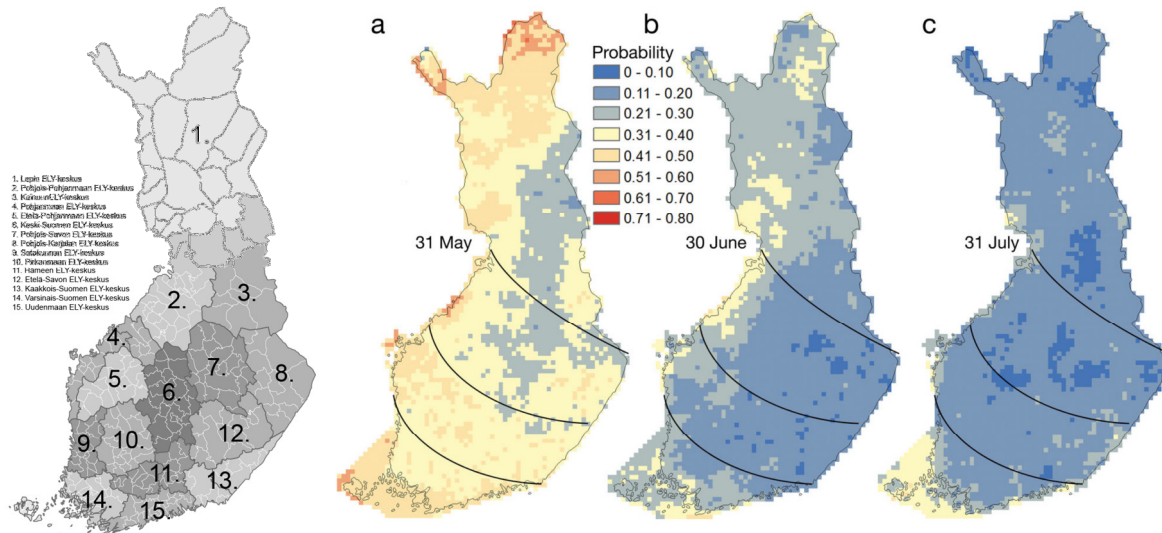 a
b
c
Probability
0 - 0.10
0.11 - 0.20
0.21 - 0.30
0.31 - 0.40
0.41 - 0.50
0.51 - 0.60
0.61 - 0.70
0.71 - 0.80
31 May
30 June
31 July
1. Lapin ELY-keskus
2. Pohjois-Pohjanmaan ELY-keskus
3. Kainuun ELY-keskus
4. Pohjanmaan ELY-keskus
5. Etelä-Pohjanmaan ELY-keskus
6. Keski-Suomen ELY-keskus
7. Pohjois-Savon ELY-keskus
8. Pohjois-Karjalan ELY-keskus
9. Satakunnan ELY-keskus
10. Pirkanmaan ELY-keskus
11. Hämeen ELY-keskus
12. Etelä-Savon ELY-keskus
13. Kaakkois-Suomen ELY-keskus
14. Varsinais-Suomen ELY-keskus
15. Uudenmaan ELY-keskus
1.
2.
3.
4.
5.
6.
7.
8.
9.
10.
11.
12.
13.
14.
15.